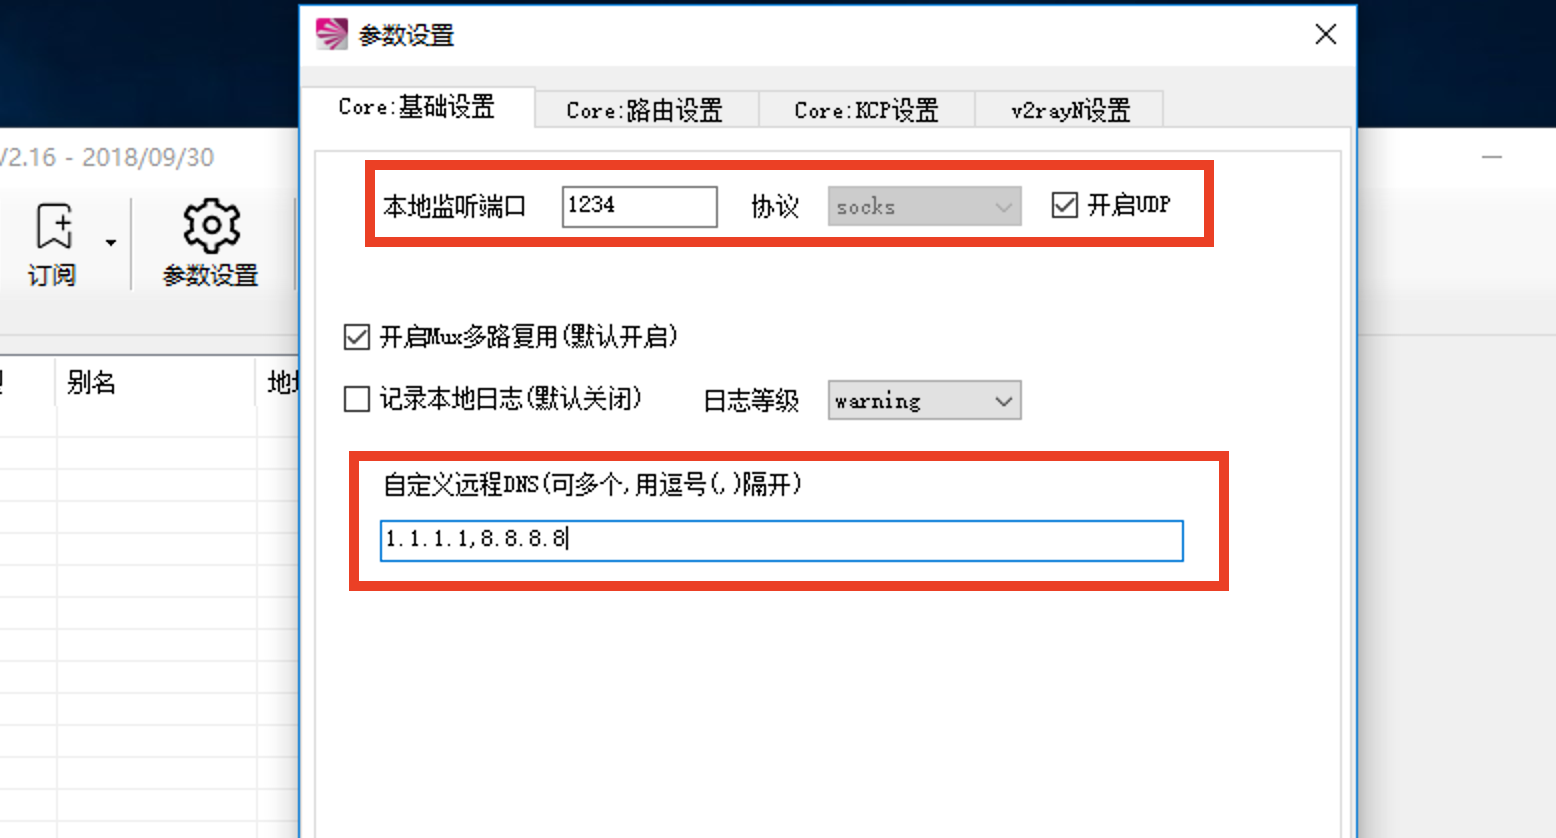 参数设置
Core:基础设置 Core:路由设置 Core:KCP设置 v2rayN设置
V2.16 - 2018/09/30
本地监听端口 1234 协议 socks 开启UDP
订阅 参数设置
开启Mux多路复用(默认开启)
别名
记录本地日志(默认关闭) 日志等级 warning
自定义远程DNS(可多个,用逗号(,)隔开)
1.1.1.1,8.8.8.8